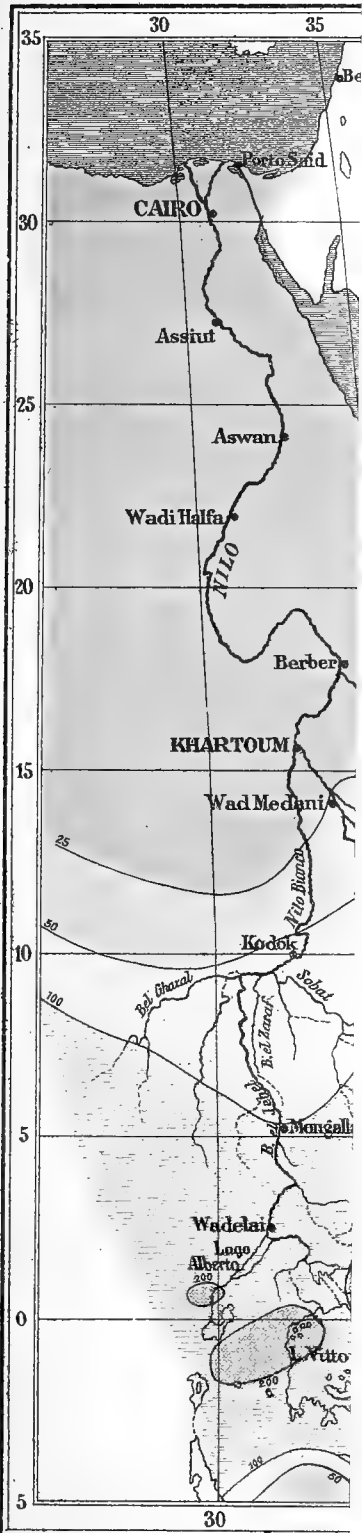 30 35
35
Be
Porto Said
CAIRO
30
Assiut
25
Aswan
Wadi Halfa
NILO
20
Berber
KHARTOUM
15
Wad Medani
25
Nilo Bianco
50
Kodok
10
Bel Ghazal
Sobat
100
B. el Zaraf
B. el Jebel
Mongalla
5
Wadelai
Lago
Alberto
200
0
L. Vitto
200
100
50
5
30